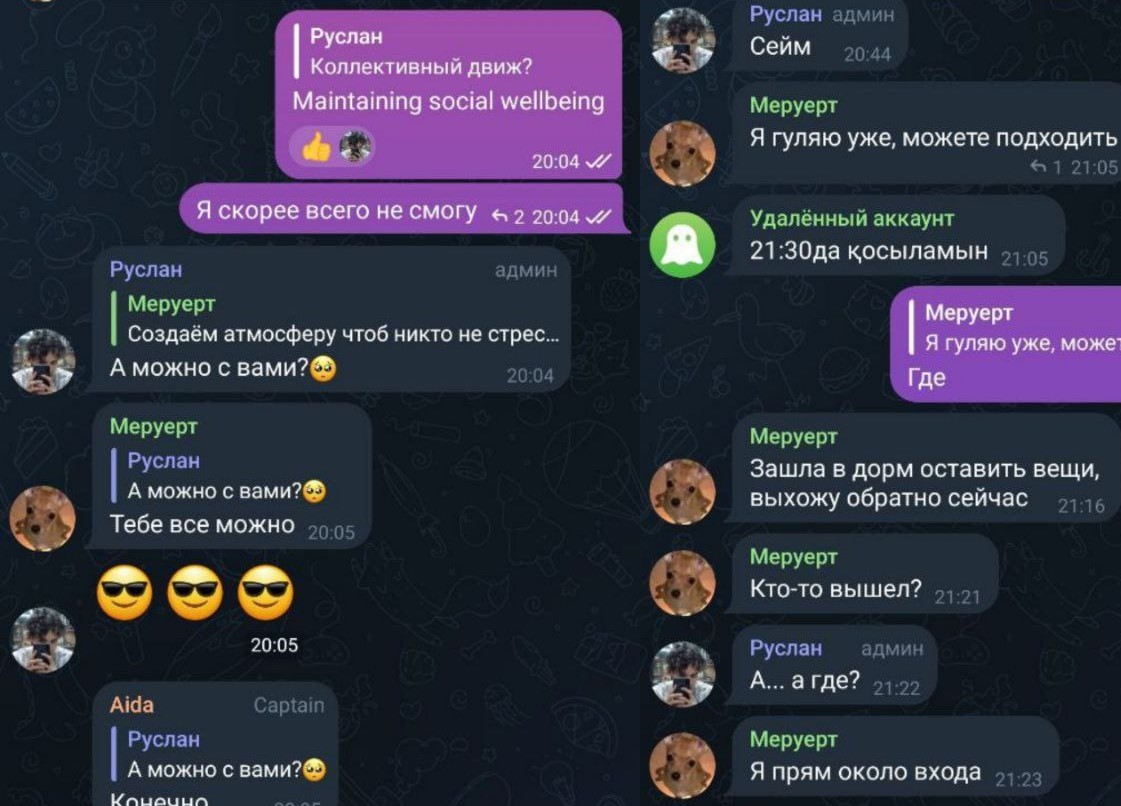 Руслан
Коллективный движ?
Maintaining social wellbeing
20:04
Я скорее всего не смогу 2 20:04
Руслан админ
Меруерт
Создаём атмосферу чтоб никто не стрес...
А можно с вами?🥺
20:04
Меруерт
Руслан
А можно с вами?🥺
Тебе все можно 20:05
😎😎😎
20:05
Aida Captain
Руслан
А можно с вами?🥺
Конечно
Руслан админ
Сейм 20:44
Меруерт
Я гуляю уже, можете подходить
1 21:05
Удалённый аккаунт
21:30да қосыламын 21:05
Меруерт
Я гуляю уже, может
Где
Меруерт
Зашла в дорм оставить вещи,
выхожу обратно сейчас 21:16
Меруерт
Кто-то вышел? 21:21
Руслан админ
А... а где? 21:22
Меруерт
Я прям около входа 21:23